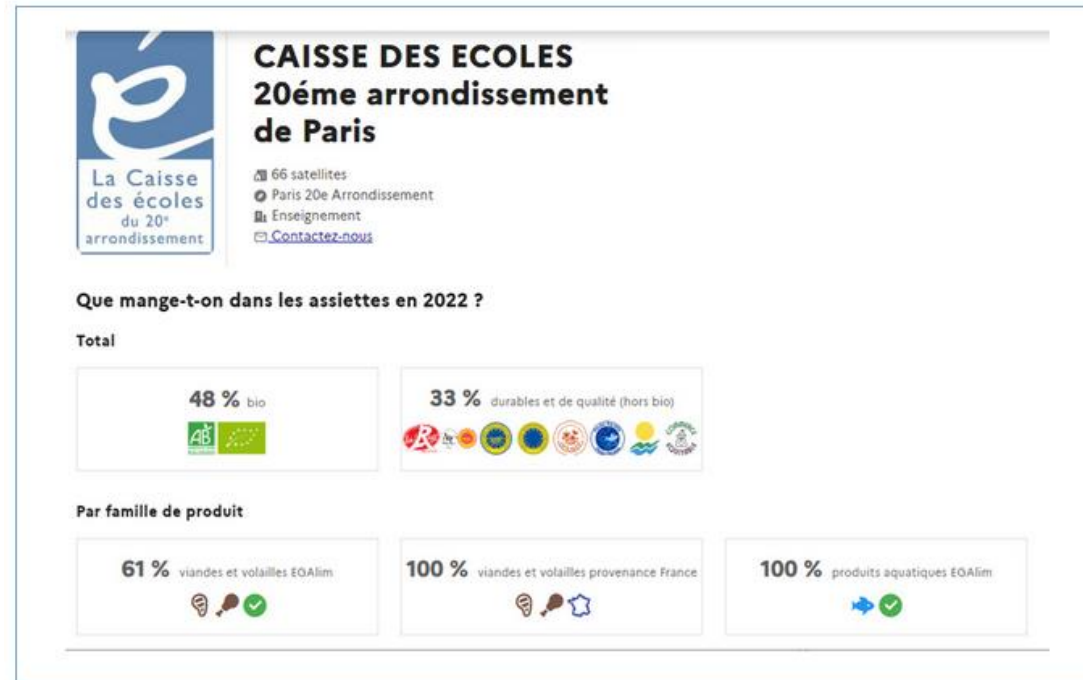 é
La Caisse
des écoles
du 20e
arrondissement
CAISSE DES ECOLES
20éme arrondissement
de Paris
66 satellites
Paris 20e Arrondissement
Enseignement
Contactez-nous
Que mange-t-on dans les assiettes en 2022 ?
Total
48 % bio
AB
33 % durables et de qualité (hors bio)
Par famille de produit
61 % viandes et volailles EGAlim
100 % viandes et volailles provenance France
100 % produits aquatiques EGAlim